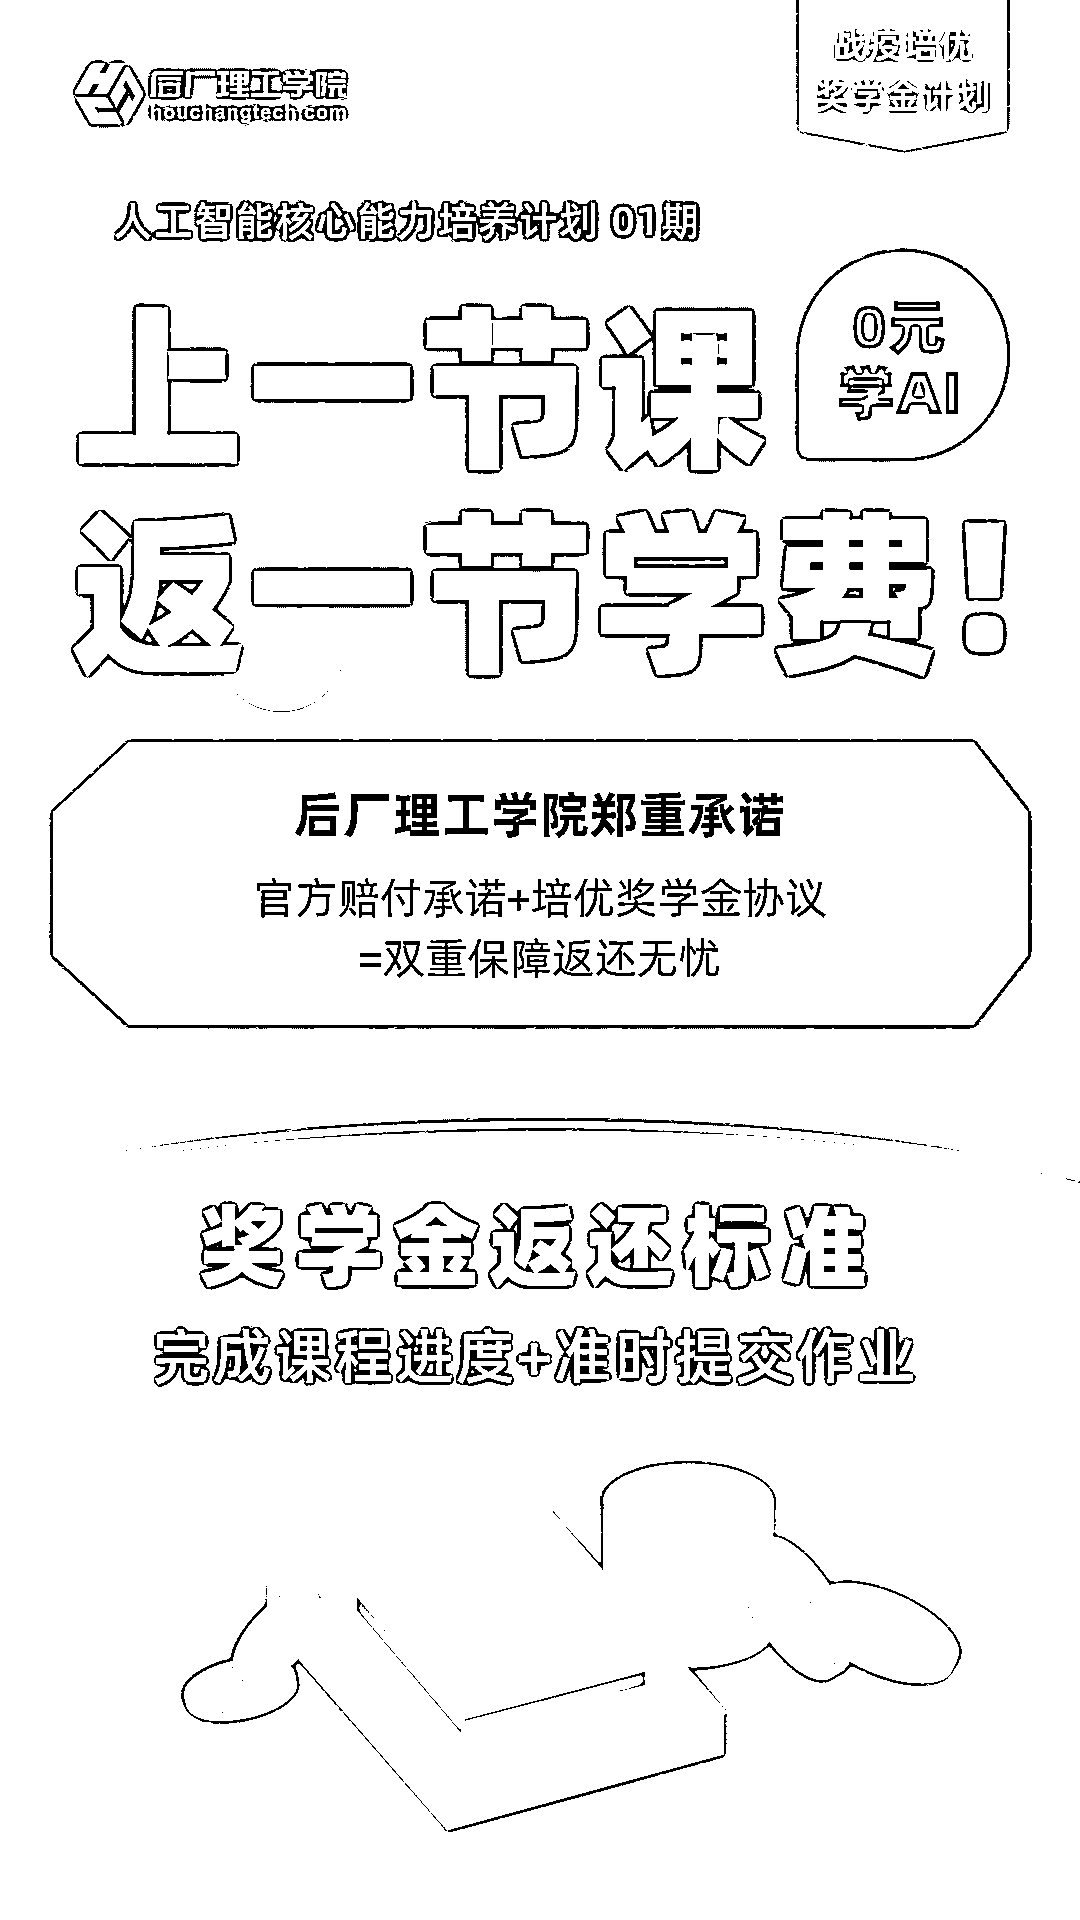 后厂理工学院
houchangtech.com
战疫培优
奖学金计划
人工智能核心能力培养计划 01期
上一节课
0元
学AI
返一节学费！
后厂理工学院郑重承诺
官方赔付承诺+培优奖学金协议
=双重保障返还无忧
奖学金返还标准
完成课程进度+准时提交作业